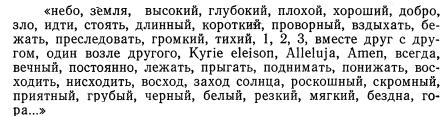 «небо, земля, высокий, глубокий, плохой, хороший, добро,
зло, идти, стоять, длинный, короткий, проворный, вздыхать, бе-
жать, преследовать, громкий, тихий, 1, 2, 3, вместе друг с дру-
гом, один возле другого, Kyrie eleison, Alleluja, Amen, всегда,
вечный, постоянно, лежать, прыгать, поднимать, понижать, вос-
ходить, нисходить, восход, заход солнца, роскошный, скромный,
приятный, грубый, черный, белый, резкий, мягкий, бездна, го-
ра...»